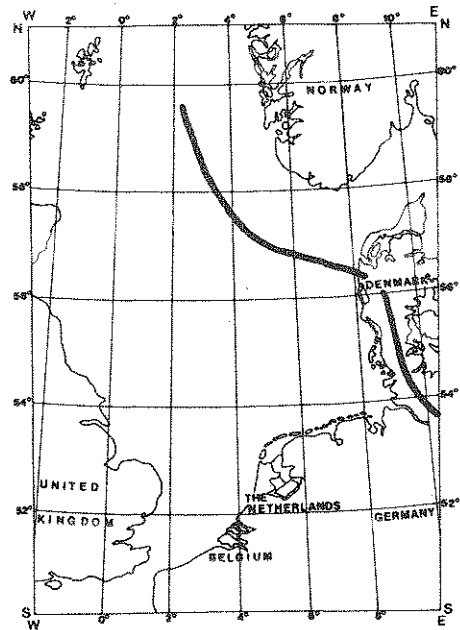 W 2° 0° 2° 4° 6° 8° 10° E
N N
60° 60°
NORWAY
58° 58°
DENMARK
56° 56°
54° 54°
UNITED
KINGDOM
THE
NETHERLANDS
52° 52°
GERMANY
BELGIUM
S S
W 0° 2° 4° 6° 8° E